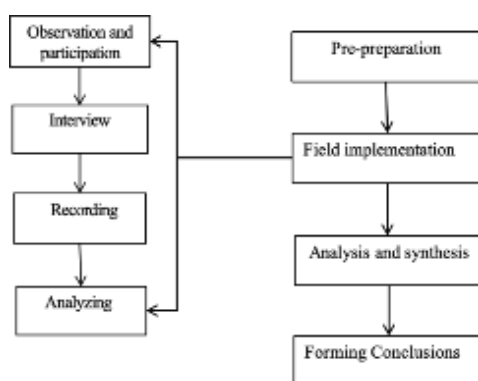 Observation and
participation
Interview
Recording
Analyzing
Pre-preparation
Field implementation
Analysis and synthesis
Forming Conclusions